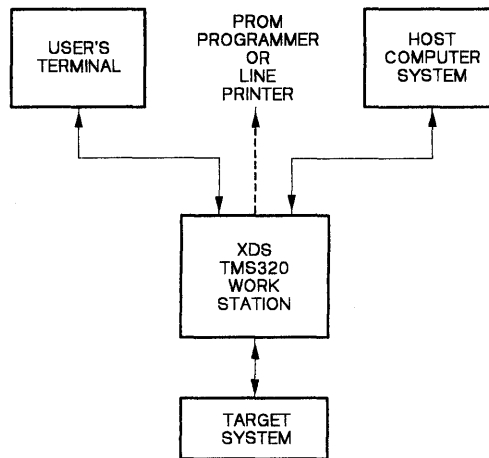 USER'S
TERMINAL
PROM
PROGRAMMER
OR
LINE
PRINTER
HOST
COMPUTER
SYSTEM
XDS
TMS320
WORK
STATION
TARGET
SYSTEM